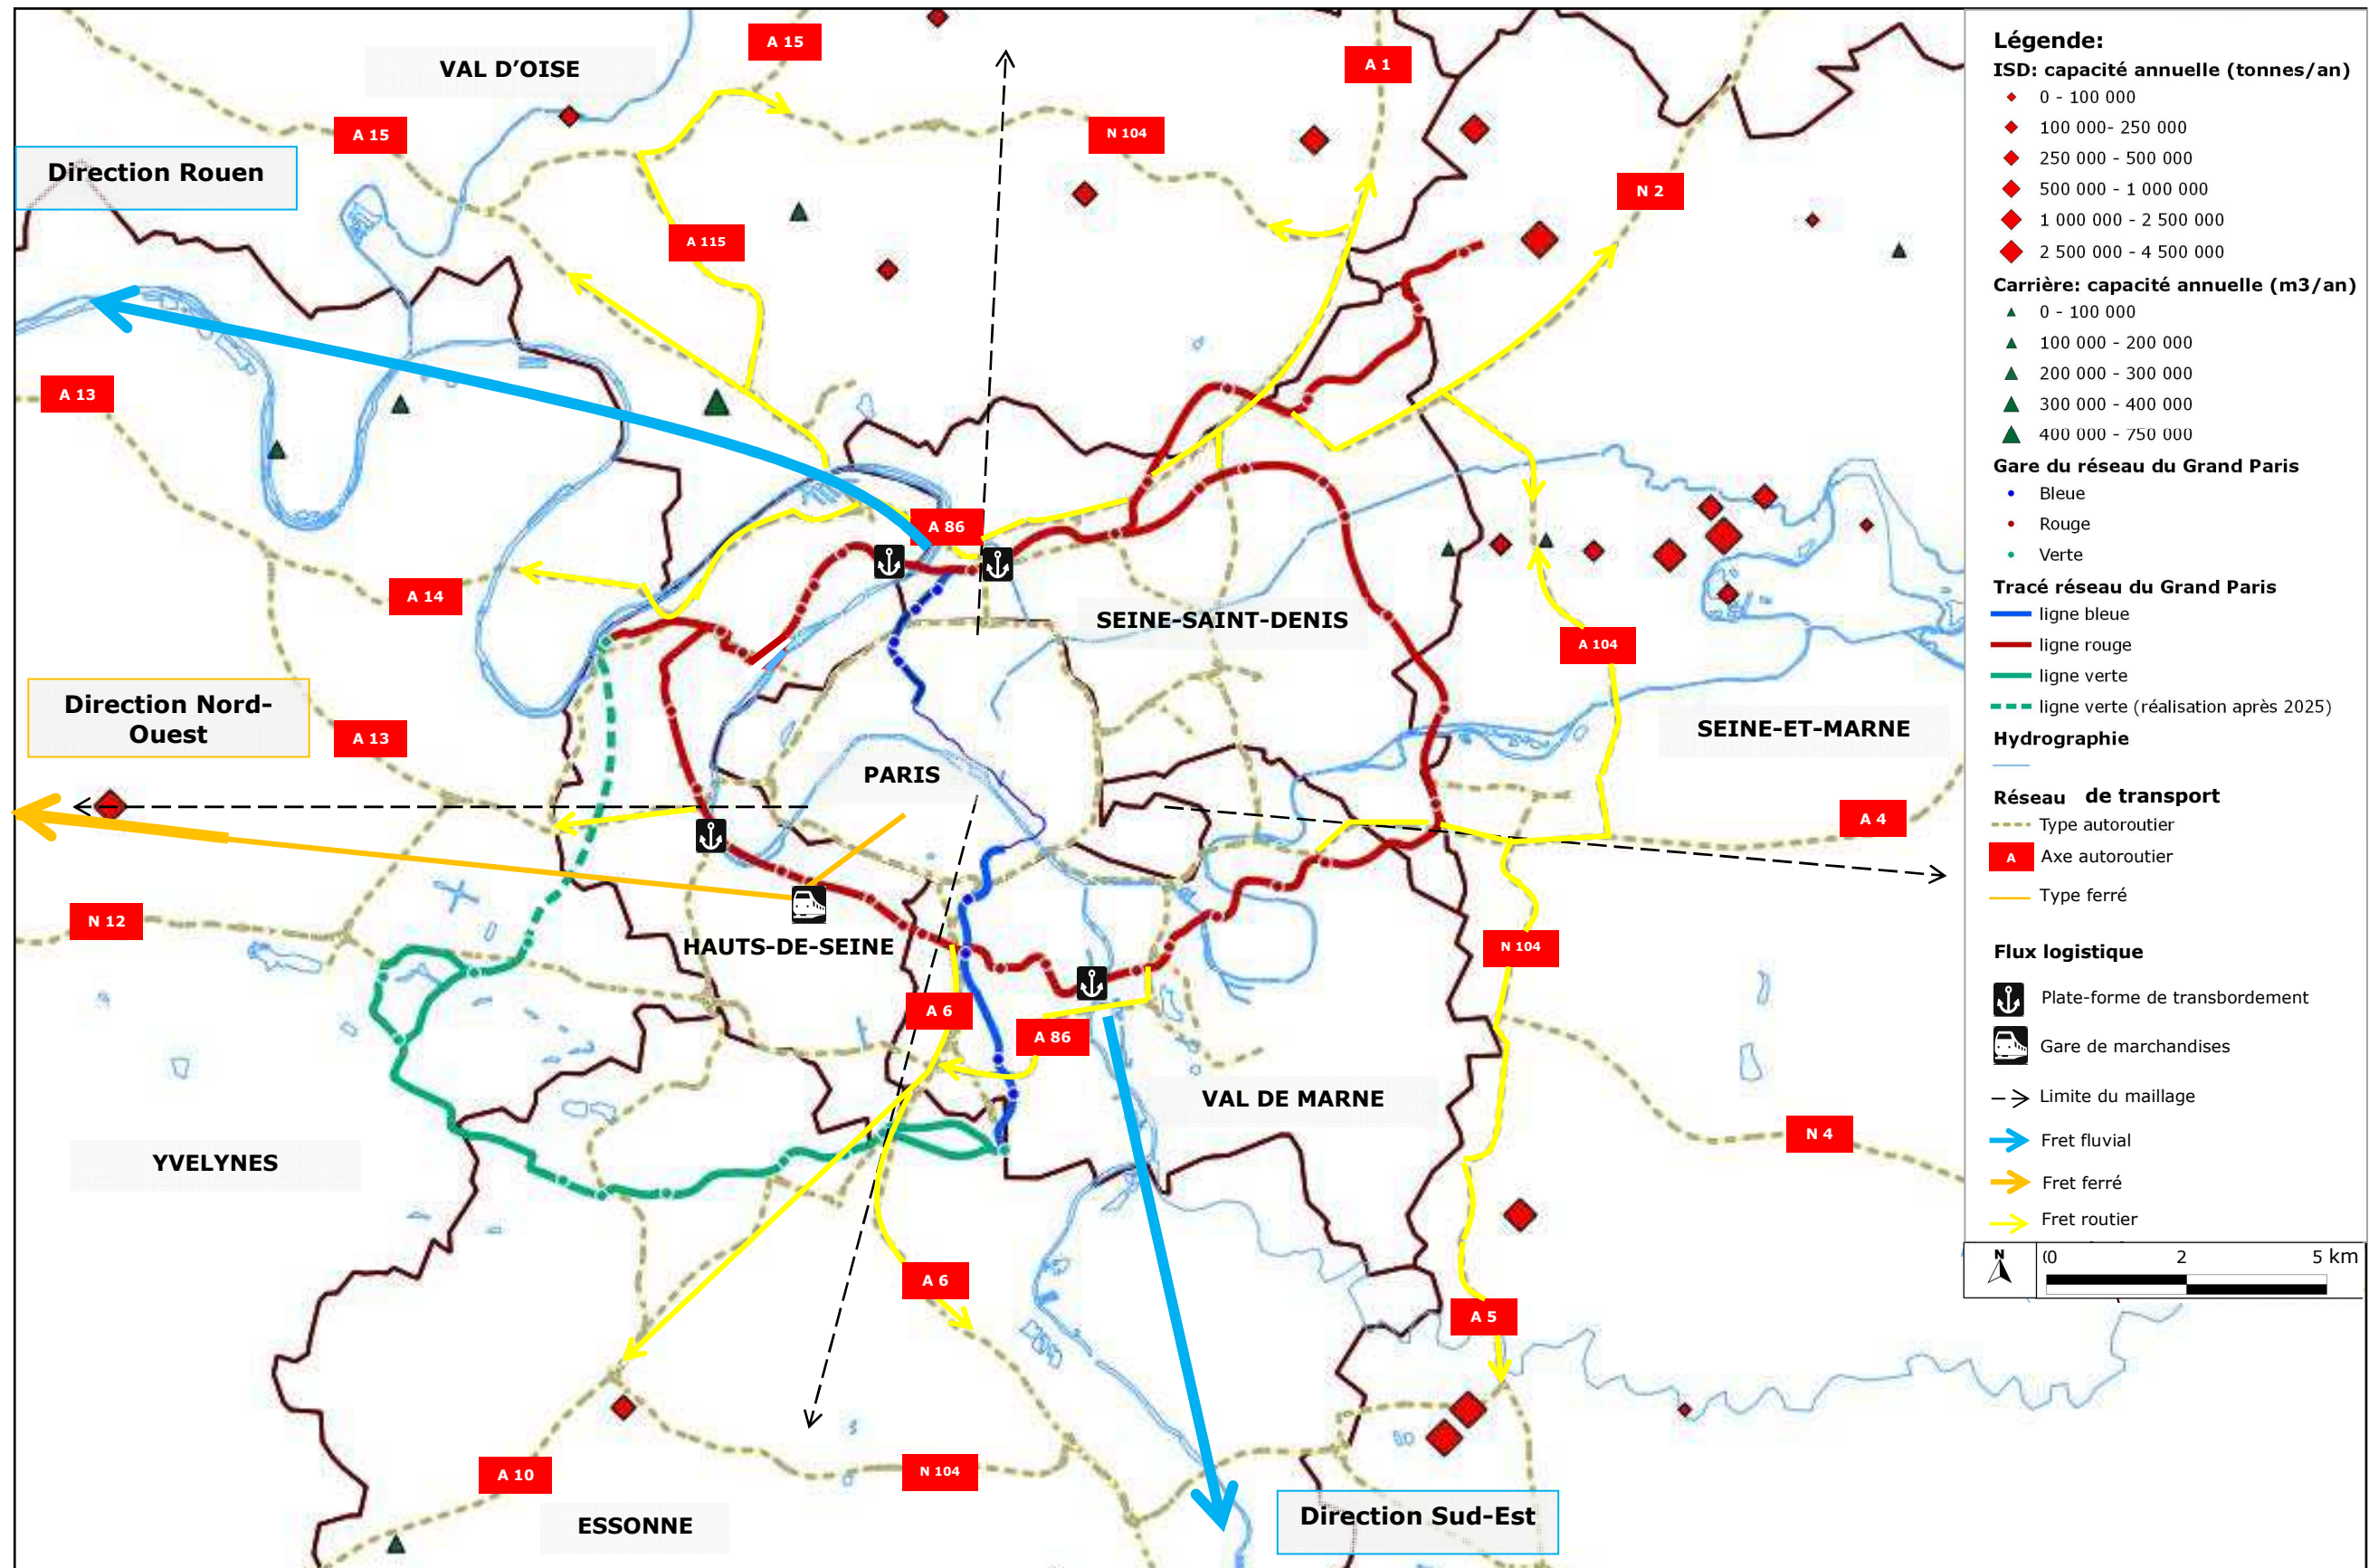 A 15
VAL D’OISE
A 1
A 15
N 104
Direction Rouen
N 2
A 115
A 13
A 86
A 14
SEINE-SAINT-DENIS
A 104
Direction Nord-
Ouest
A 13
SEINE-ET-MARNE
PARIS
A 4
N 12
HAUTS-DE-SEINE
N 104
A 6
A 86
VAL DE MARNE
N 4
YVELYNES
A 6
A 5
A 10
N 104
ESSONNE
Direction Sud-Est
Légende:
ISD: capacité annuelle (tonnes/an)
0 - 100 000
100 000- 250 000
250 000 - 500 000
500 000 - 1 000 000
1 000 000 - 2 500 000
2 500 000 - 4 500 000
Carrière: capacité annuelle (m3/an)
0 - 100 000
100 000 - 200 000
200 000 - 300 000
300 000 - 400 000
400 000 - 750 000
Gare du réseau du Grand Paris
Bleue
Rouge
Verte
Tracé réseau du Grand Paris
ligne bleue
ligne rouge
ligne verte
ligne verte (réalisation après 2025)
Hydrographie
Réseau de transport
Type autoroutier
A Axe autoroutier
Type ferré
Flux logistique
Plate-forme de transbordement
Gare de marchandises
Limite du maillage
Fret fluvial
Fret ferré
Fret routier
N
0 2 5 km